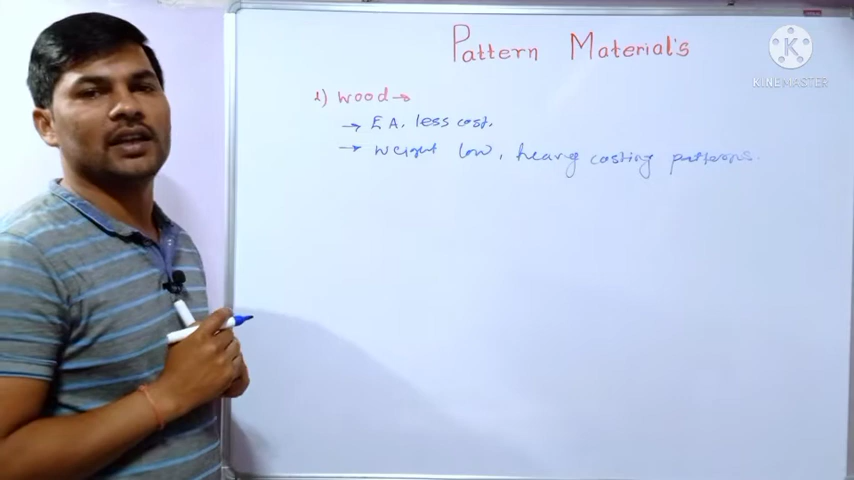 Pattern Material's
K
KINEMASTER
1) wood→
→ E A, less cost.
→ weight low, heavy casting patterns.